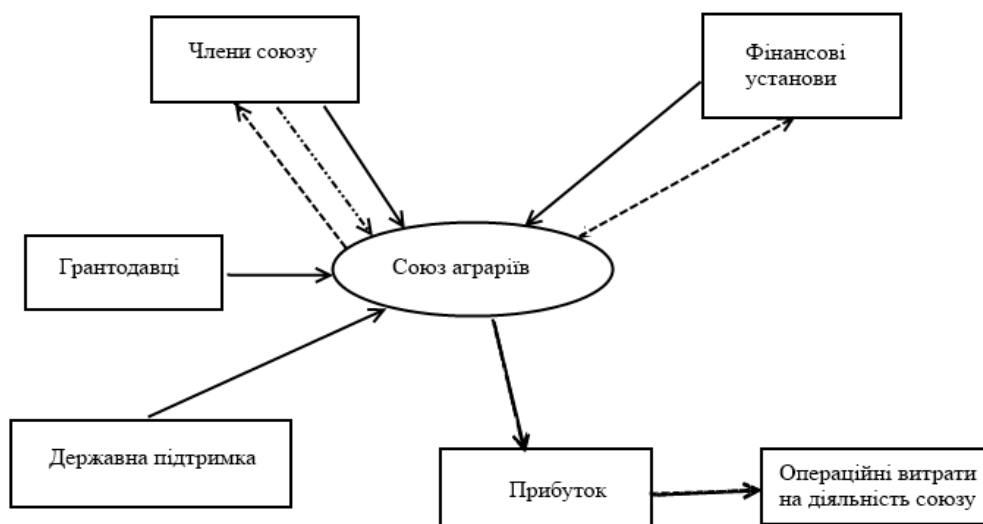 Члени союзу
Фінансові
установи
Грантодавці
Союз аграріїв
Державна підтримка
Прибуток
Операційні витрати
на діяльність союзу